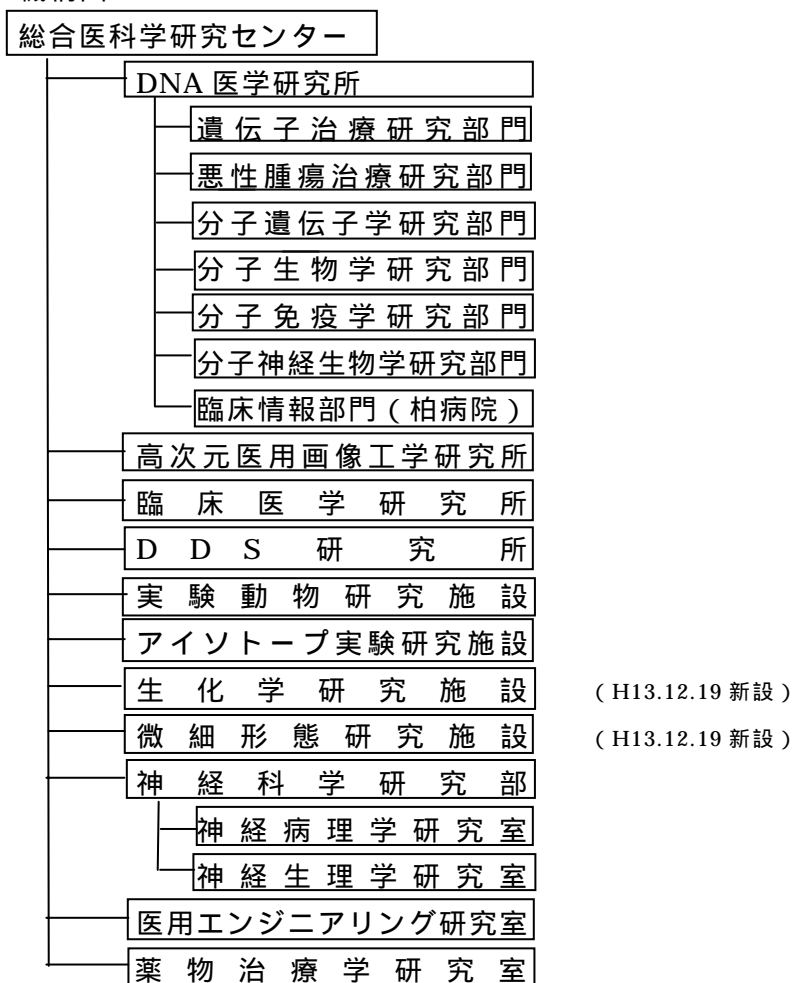 総合医科学研究センター
DNA 医学研究所
遺伝子治療研究部門
悪性腫瘍治療研究部門
分子遺伝子学研究部門
分子生物学研究部門
分子免疫学研究部門
分子神経生物学研究部門
臨床情報部門(柏病院)
高次元医用画像工学研究所
臨床医学研究所
DDS研究所
実験動物研究施設
アイソトープ実験研究施設
生化学研究施設 (H13.12.19 新設)
微細形態研究施設 (H13.12.19 新設)
神経科学研究部
神経病理学研究室
神経生理学研究室
医用エンジニアリング研究室
薬物治療学研究室